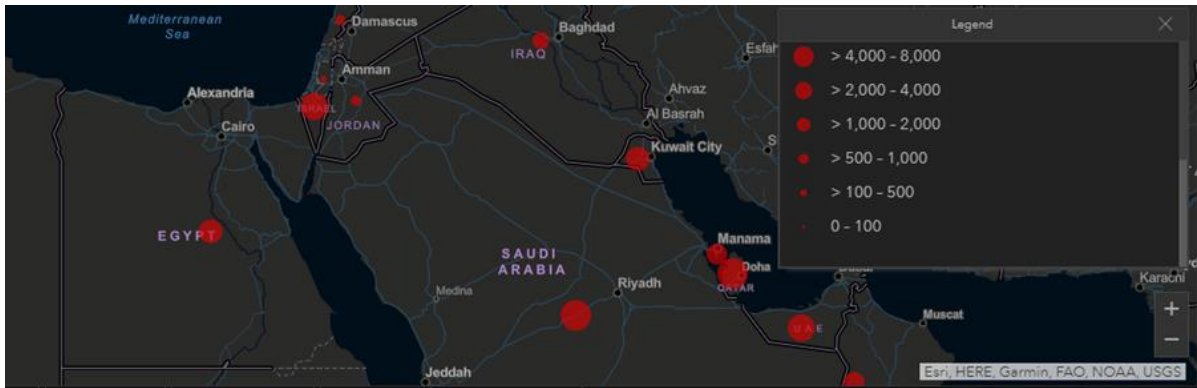 Mediterranean
Sea
Damascus
Baghdad
IRAQ
Esfah
Amman
Alexandria
ISRAEL
JORDAN
Cairo
Ahvaz
Al Basrah
Kuwait City
S
EGYPT
SAUDI
ARABIA
Medina
Riyadh
Manama
Doha
QATAR
UAE
Muscat
Jeddah
Karachi
Legend
> 4,000 - 8,000
> 2,000 - 4,000
> 1,000 - 2,000
> 500 - 1,000
> 100 - 500
0 - 100
+
−
Esri, HERE, Garmin, FAO, NOAA, USGS